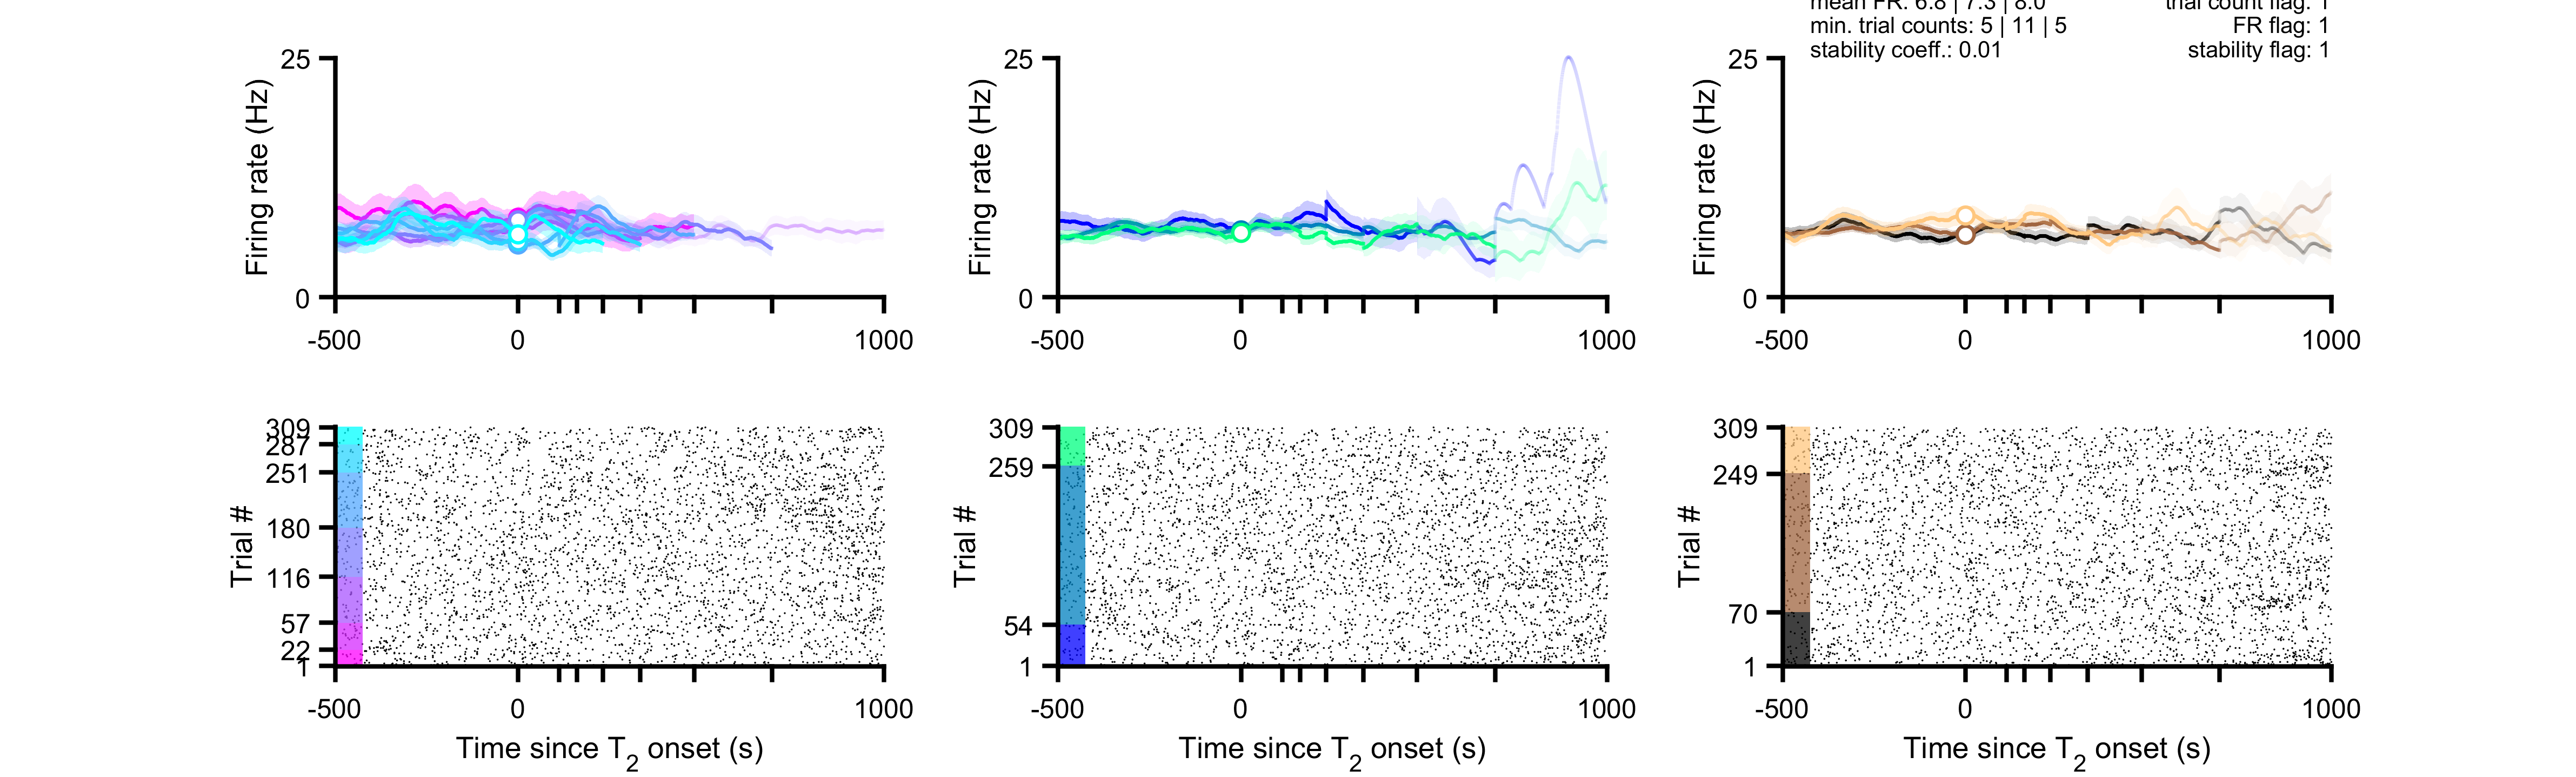 mean FR: 6.8 | 7.3 | 8.0
trial count flag: 1
min. trial counts: 5 | 11 | 5
FR flag: 1
stability coeff.: 0.01
stability flag: 1
25
Firing rate (Hz)
0
-500
0
1000
25
Firing rate (Hz)
0
-500
0
1000
25
Firing rate (Hz)
0
-500
0
1000
309
287
251
180
116
57
22
1
Trial #
-500
0
1000
Time since T2 onset (s)
309
259
54
1
Trial #
-500
0
1000
Time since T2 onset (s)
309
249
70
1
Trial #
-500
0
1000
Time since T2 onset (s)